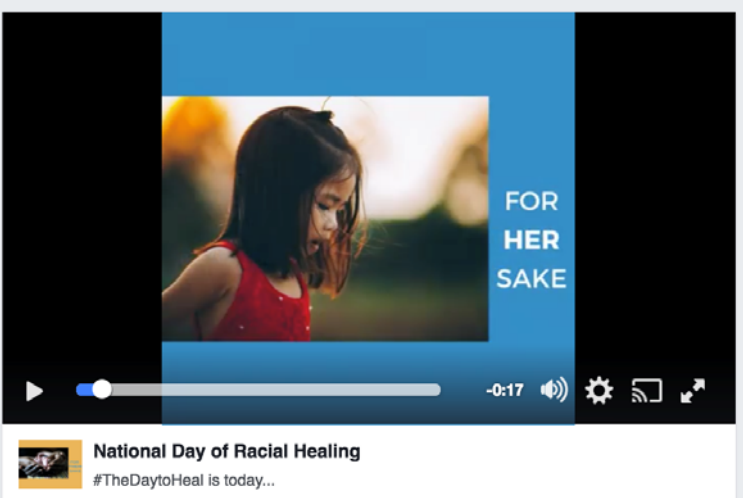 FOR
HER
SAKE
-0:17
National Day of Racial Healing
#TheDaytoHeal is today...